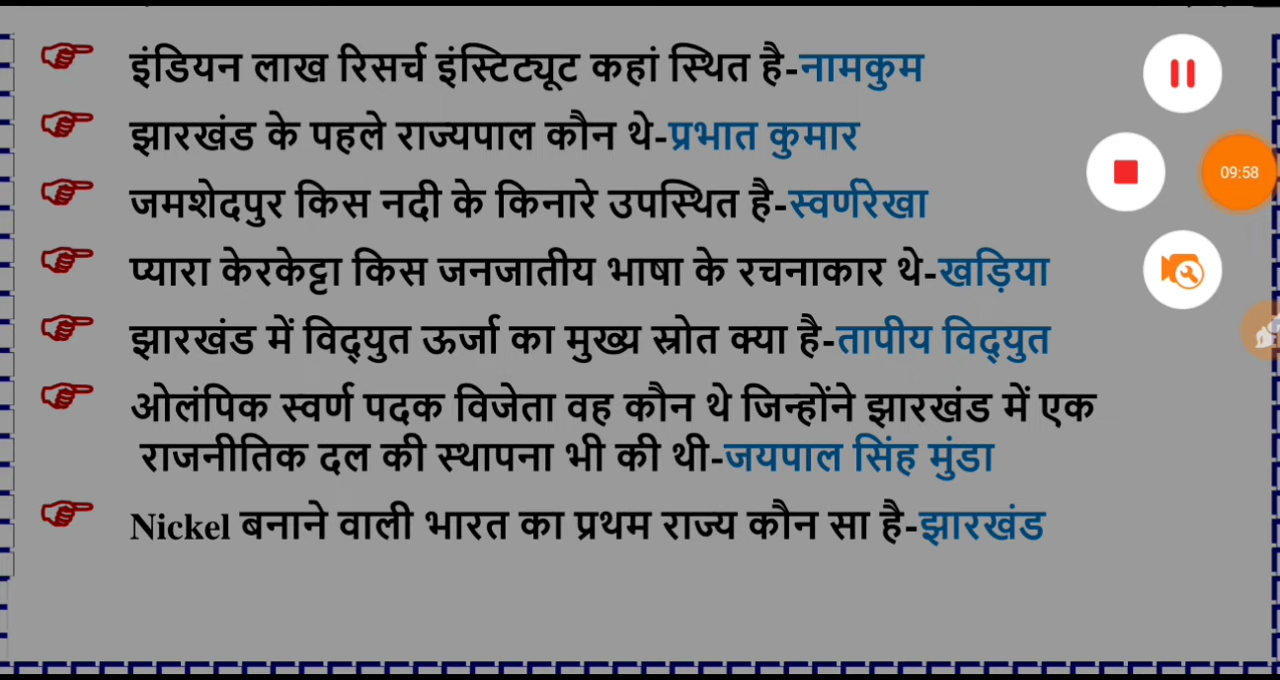 इंडियन लाख रिसर्च इंस्टिट्यूट कहां स्थित है-नामकुम
झारखंड के पहले राज्यपाल कौन थे-प्रभात कुमार
जमशेदपुर किस नदी के किनारे उपस्थित है-स्वर्णरेखा
प्यारा केरकेट्टा किस जनजातीय भाषा के रचनाकार थे-खड़िया
झारखंड में विद्युत ऊर्जा का मुख्य स्रोत क्या है-तापीय विद्युत
ओलंपिक स्वर्ण पदक विजेता वह कौन थे जिन्होंने झारखंड में एक
राजनीतिक दल की स्थापना भी की थी-जयपाल सिंह मुंडा
Nickel बनाने वाली भारत का प्रथम राज्य कौन सा है-झारखंड
09:58